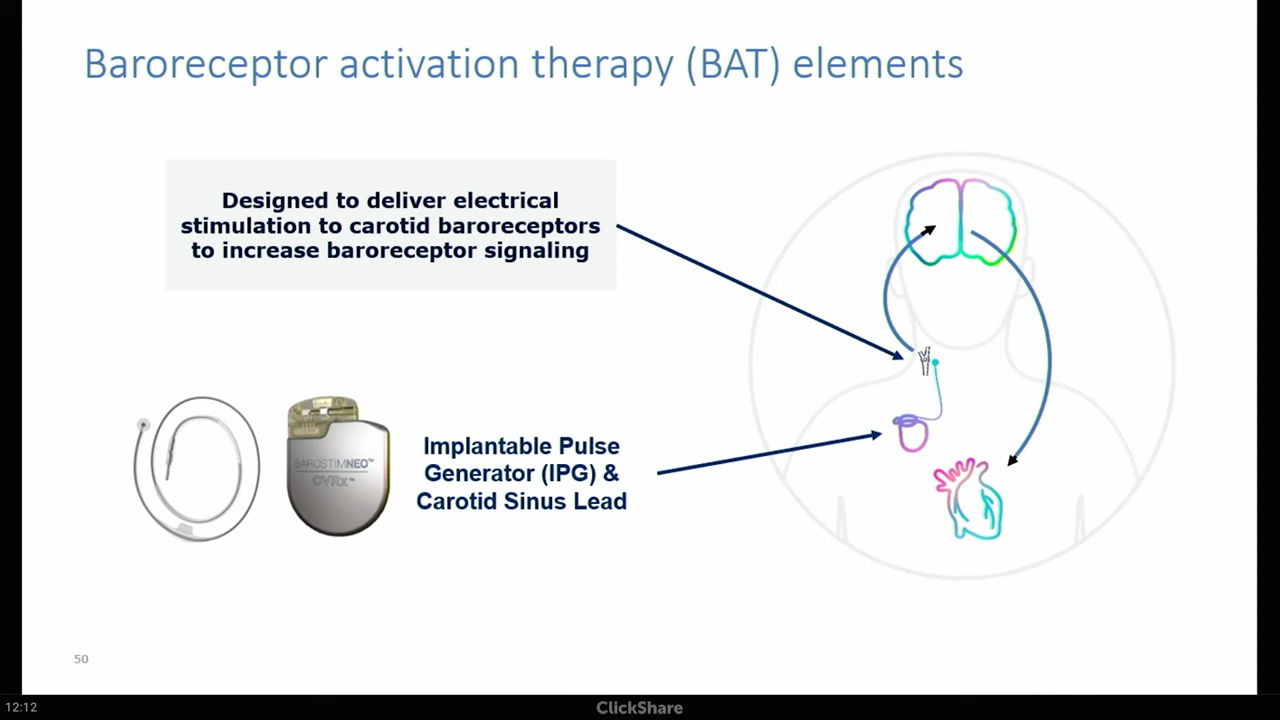 Baroreceptor activation therapy (BAT) elements
Designed to deliver electrical
stimulation to carotid baroreceptors
to increase baroreceptor signaling
BAROSTIMNEO™
CVRx™
Implantable Pulse
Generator (IPG) &
Carotid Sinus Lead
50
12:12
ClickShare